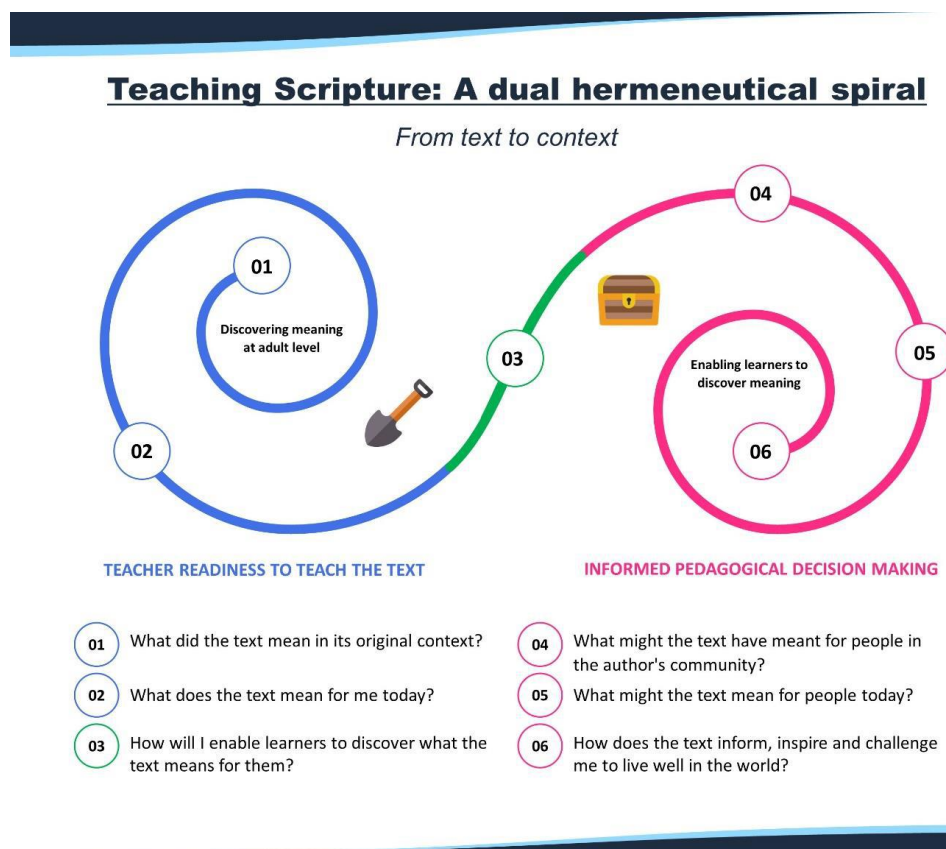 Teaching Scripture: A dual hermeneutical spiral
From text to context
01
Discovering meaning
at adult level
02
03
04
05
Enabling learners to
discover meaning
06
TEACHER READINESS TO TEACH THE TEXT
INFORMED PEDAGOGICAL DECISION MAKING
01 What did the text mean in its original context?
02 What does the text mean for me today?
03 How will I enable learners to discover what the
text means for them?
04 What might the text have meant for people in
the author's community?
05 What might the text mean for people today?
06 How does the text inform, inspire and challenge
me to live well in the world?